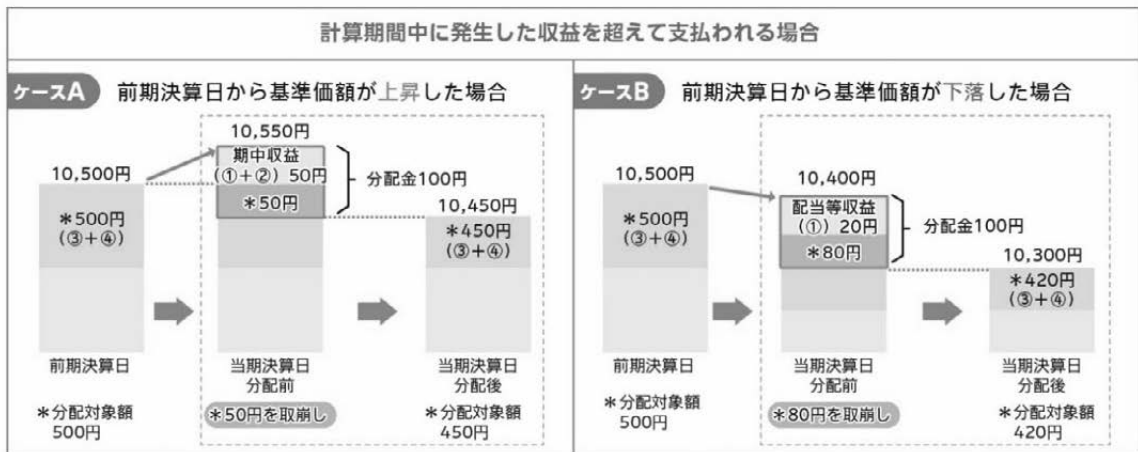 計算期間中に発生した収益を超えて支払われる場合
ケースA 前期決算日から基準価額が上昇した場合
10,550円
10,500円
期中収益
(①+②) 50円
分配金100円
*50円
*500円
(③+④)
10,450円
*450円
(③+④)
前期決算日
当期決算日
分配前
当期決算日
分配後
*分配対象額
500円
*50円を取崩し
*分配対象額
450円
ケースB 前期決算日から基準価額が下落した場合
10,500円
10,400円
*500円
(③+④)
配当等収益
(①) 20円
分配金100円
*80円
10,300円
*420円
(③+④)
前期決算日
当期決算日
分配前
当期決算日
分配後
*分配対象額
500円
*80円を取崩し
*分配対象額
420円